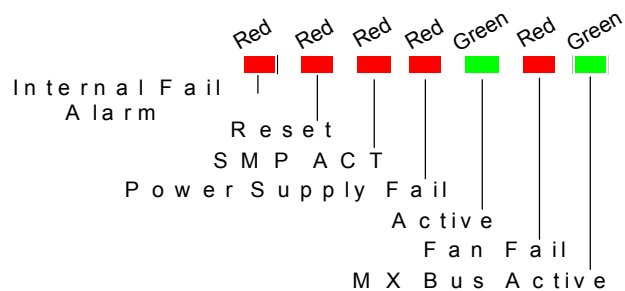 Red Red Red Red Green Red Green
Internal Fail
Alarm
Reset
SMP ACT
Power Supply Fail
Active
Fan Fail
MX Bus Active